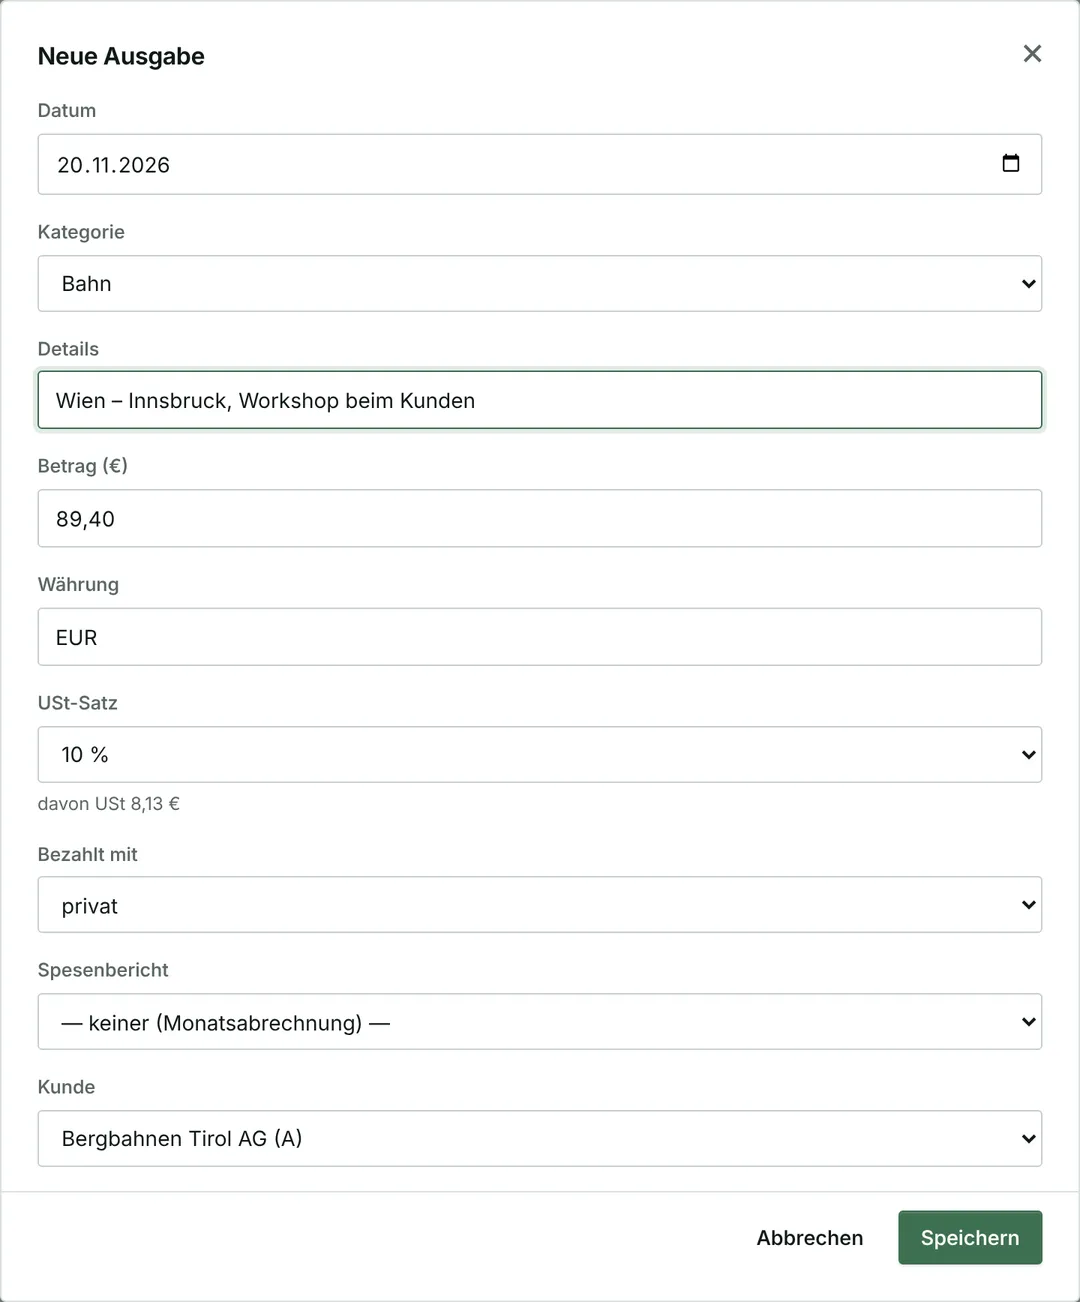 Neue Ausgabe
Datum
20.11.2026
Kategorie
Bahn
Details
Wien – Innsbruck, Workshop beim Kunden
Betrag (€)
89,40
Währung
EUR
USt-Satz
10 %
davon USt 8,13 €
Bezahlt mit
privat
Spesenbericht
— keiner (Monatsabrechnung) —
Kunde
Bergbahnen Tirol AG (A)
Abbrechen Speichern